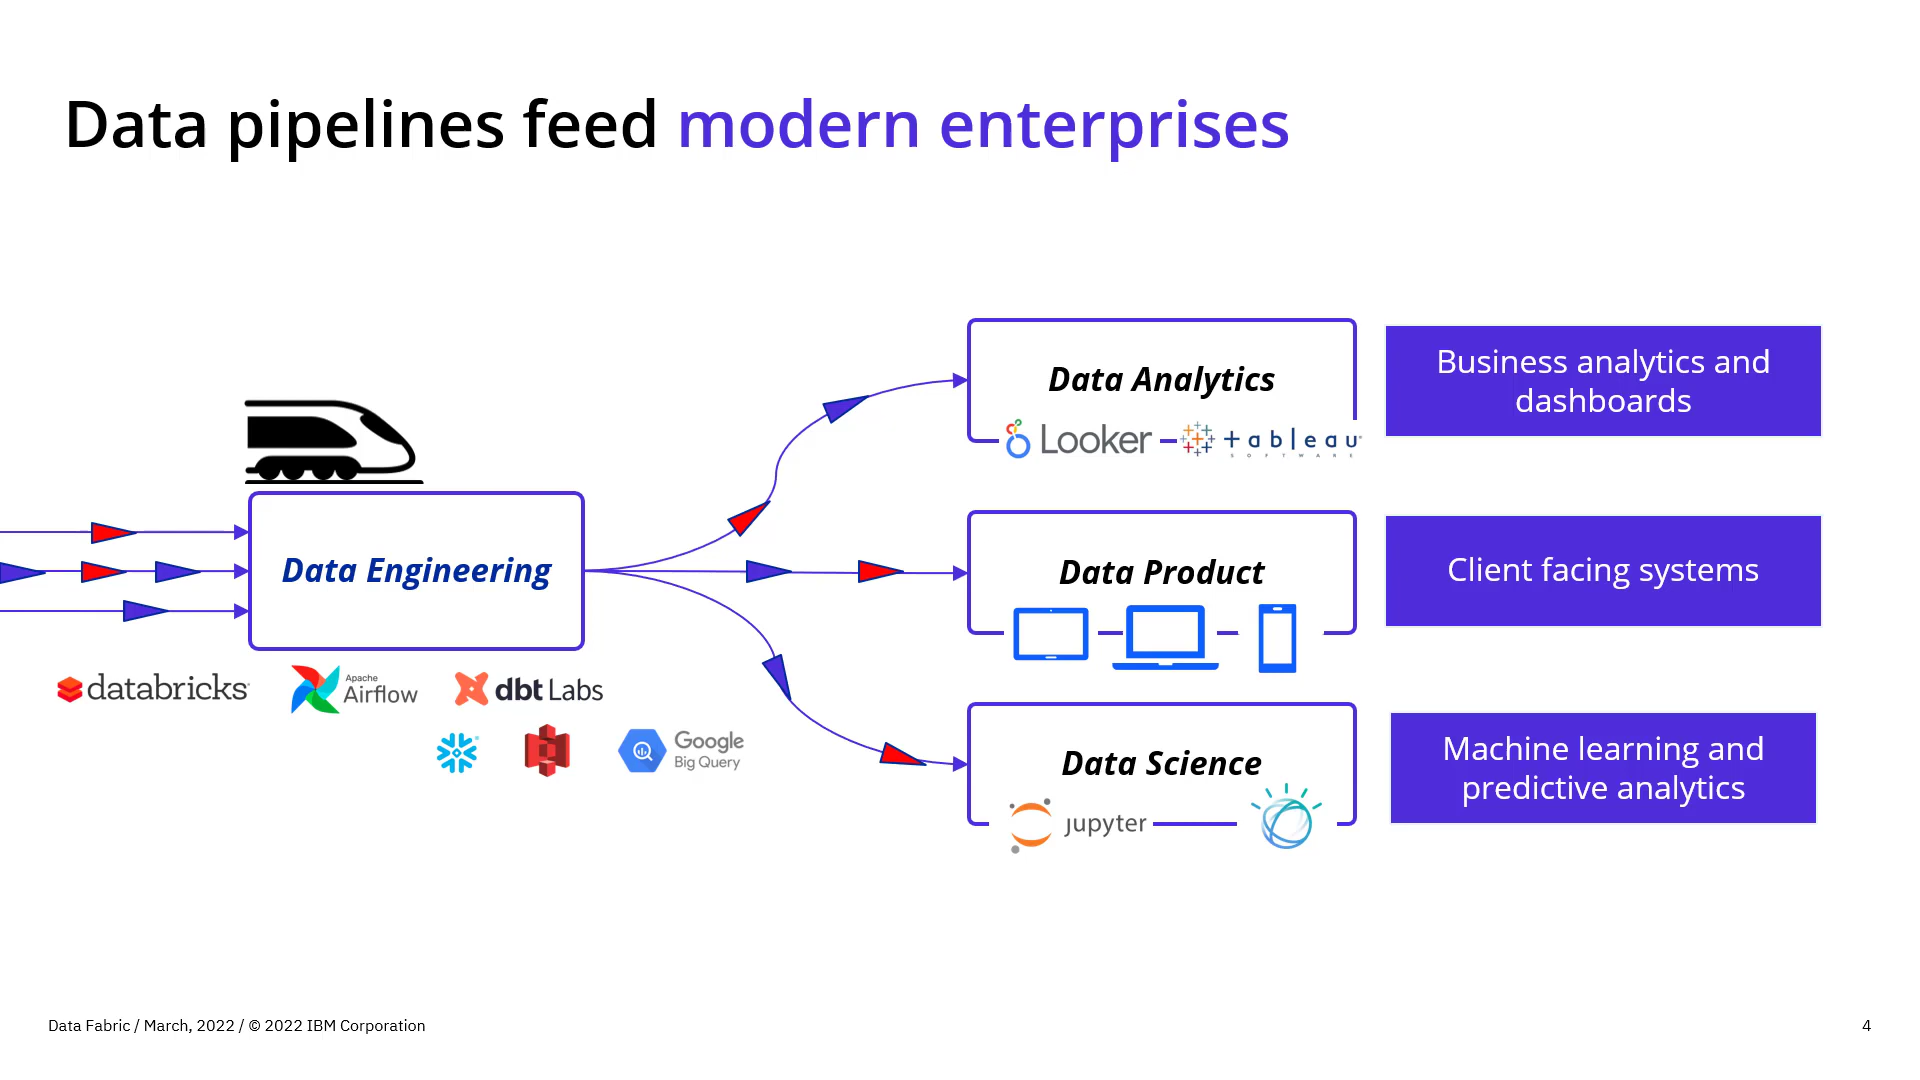 Data pipelines feed modern enterprises
Data Analytics
Looker
+ableau
SOFTWARE
Business analytics and
dashboards
Data Engineering
databricks
Apache
Airflow
dbt Labs
Google
Big Query
Data Product
Client facing systems
Data Science
jupyter
Machine learning and
predictive analytics
Data Fabric / March, 2022 / © 2022 IBM Corporation
4